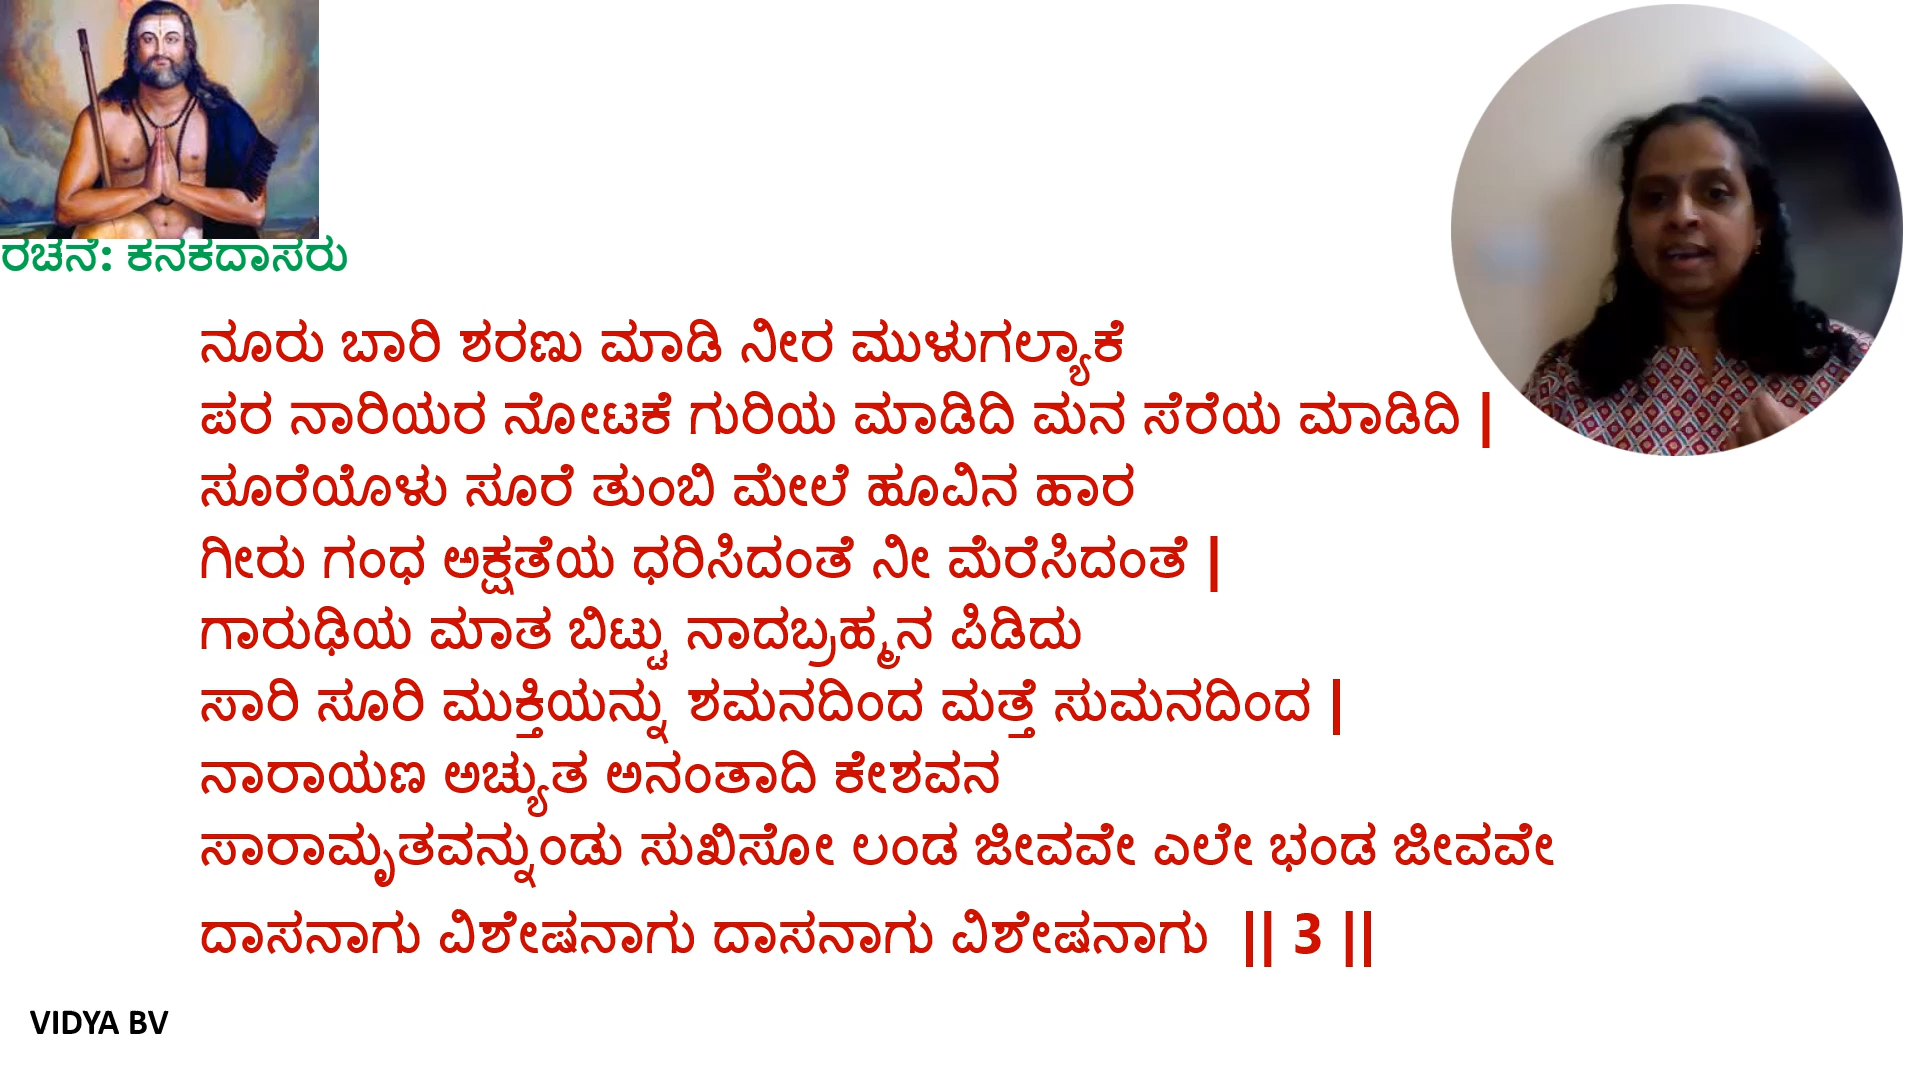 ರಚನೆ: ಕನಕದಾಸರು
ನೂರು ಬಾರಿ ಶರಣು ಮಾಡಿ ನೀರ ಮುಳುಗಲ್ಯಾಕೆ
ಪರ ನಾರಿಯರ ನೋಟಕೆ ಗುರಿಯ ಮಾಡಿದಿ ಮನ ಸೆರೆಯ ಮಾಡಿದಿ |
ಸೂರೆಯೊಳು ಸೂರೆ ತುಂಬಿ ಮೇಲೆ ಹೂವಿನ ಹಾರ
ಗೀರು ಗಂಧ ಅಕ್ಷತೆಯ ಧರಿಸಿದಂತೆ ನೀ ಮೆರೆಸಿದಂತೆ |
ಗಾರುಢಿಯ ಮಾತ ಬಿಟ್ಟು ನಾದಬ್ರಹ್ಮನ ಪಿಡಿದು
ಸಾರಿ ಸೂರಿ ಮುಕ್ತಿಯನ್ನು ಶಮನದಿಂದ ಮತ್ತೆ ಸುಮನದಿಂದ |
ನಾರಾಯಣ ಅಚ್ಯುತ ಅನಂತಾದಿ ಕೇಶವನ
ಸಾರಾಮೃತವನ್ನುಂಡು ಸುಖಿಸೋ ಲಂಡ ಜೀವವೇ ಎಲೇ ಭಂಡ ಜೀವವೇ
ದಾಸನಾಗು ವಿಶೇಷನಾಗು ದಾಸನಾಗು ವಿಶೇಷನಾಗು || 3 ||
VIDYA BV